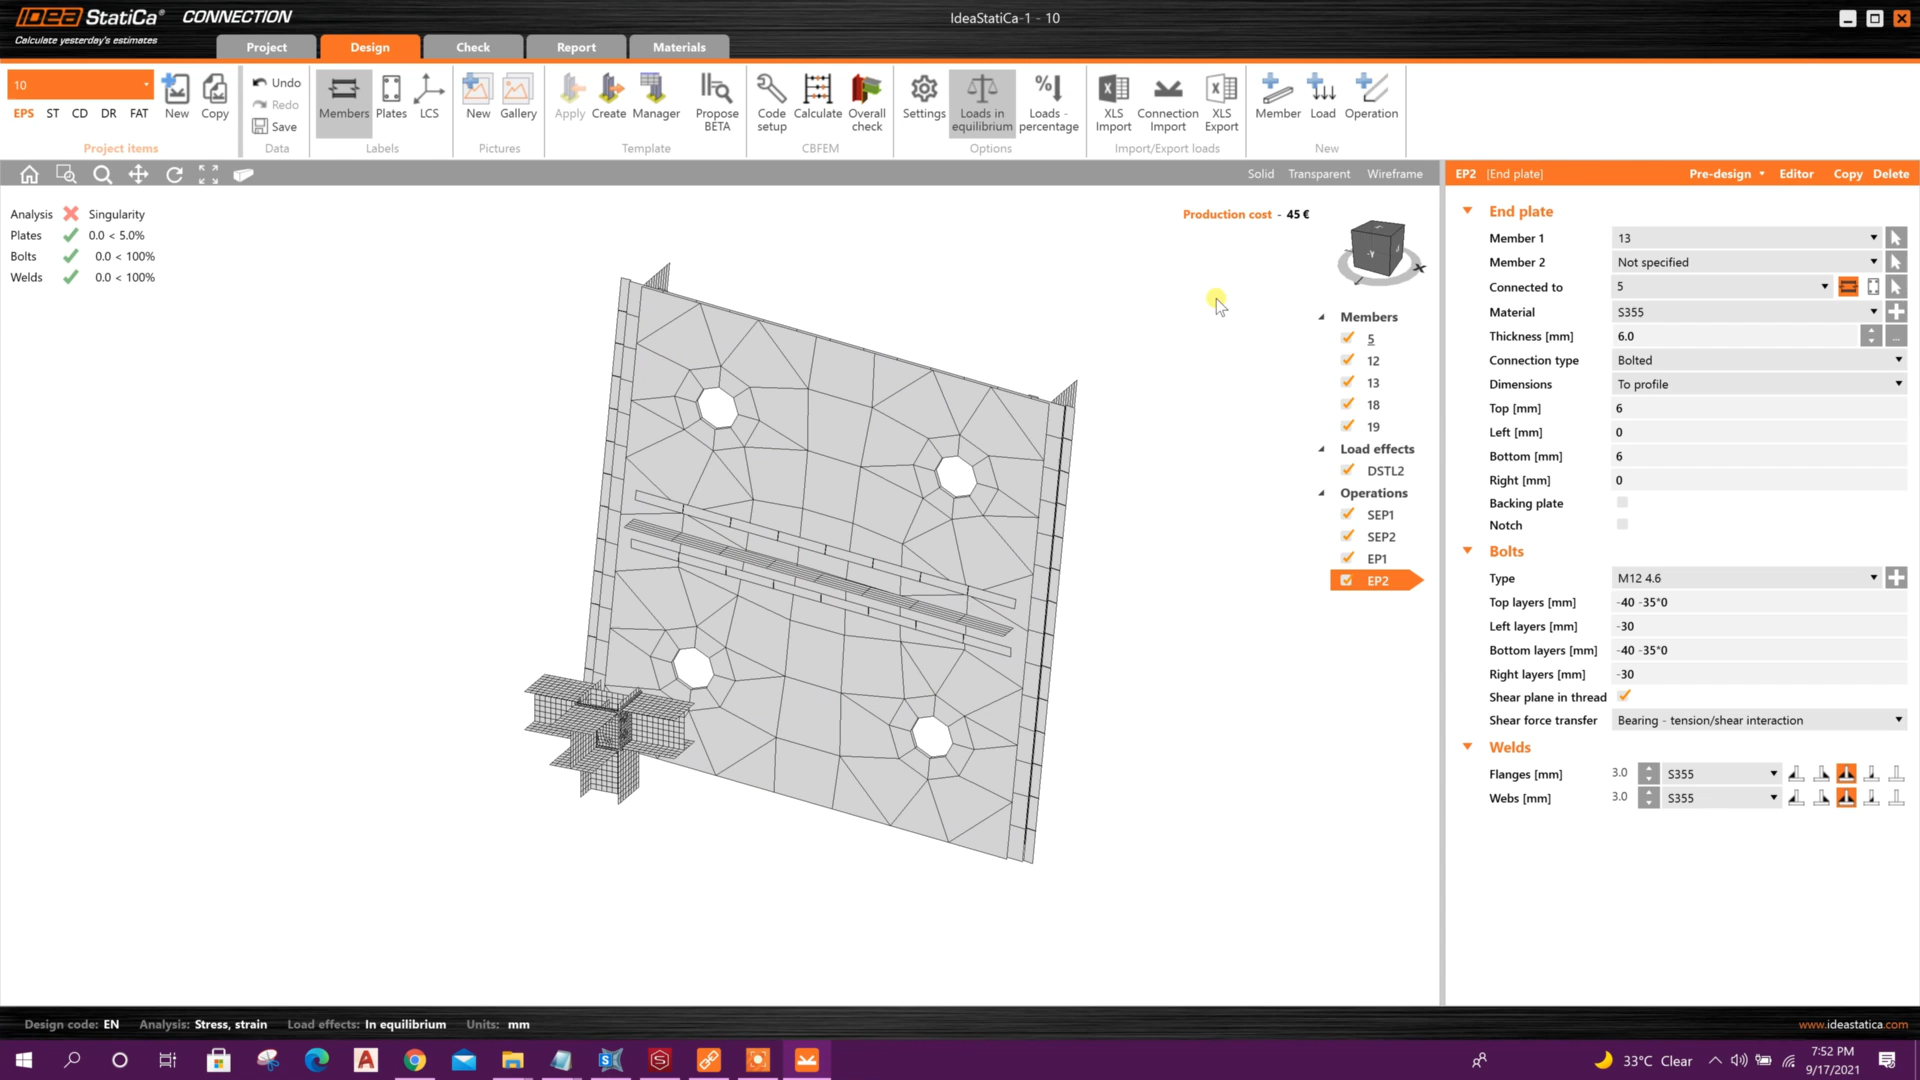 IDEA StatiCa® CONNECTION
Calculate yesterday's estimates
IdeaStatiCa-1 - 10
Project Design Check Report Materials
10
EPS ST CD DR FAT
New Copy
Undo
Redo
Save
Members Plates LCS
New Gallery
Apply Create Manager
Propose BETA
Code setup
Calculate
Overall check
Settings
Loads in equilibrium
Loads - percentage
XLS Import
Connection Import
XLS Export
Member Load Operation
Project items Data Labels Pictures Template CBFEM Options Import/Export loads New
Solid Transparent Wireframe
EP2 [End plate] Pre-design Editor Copy Delete
Analysis Singularity
Plates 0.0 < 5.0%
Bolts 0.0 < 100%
Welds 0.0 < 100%
Production cost - 45 €
-Y
X
Members
5
12
13
18
19
Load effects
DSTL2
Operations
SEP1
SEP2
EP1
EP2
End plate
Member 1 13
Member 2 Not specified
Connected to 5
Material S355
Thickness [mm] 6.0 ...
Connection type Bolted
Dimensions To profile
Top [mm] 6
Left [mm] 0
Bottom [mm] 6
Right [mm] 0
Backing plate
Notch
Bolts
Type M12 4.6
Top layers [mm] -40 -35*0
Left layers [mm] -30
Bottom layers [mm] -40 -35*0
Right layers [mm] -30
Shear plane in thread
Shear force transfer Bearing - tension/shear interaction
Welds
Flanges [mm] 3.0 S355
Webs [mm] 3.0 S355
Design code: EN Analysis: Stress, strain Load effects: In equilibrium Units: mm
www.ideastatica.com
33°C Clear
7:52 PM
9/17/2021